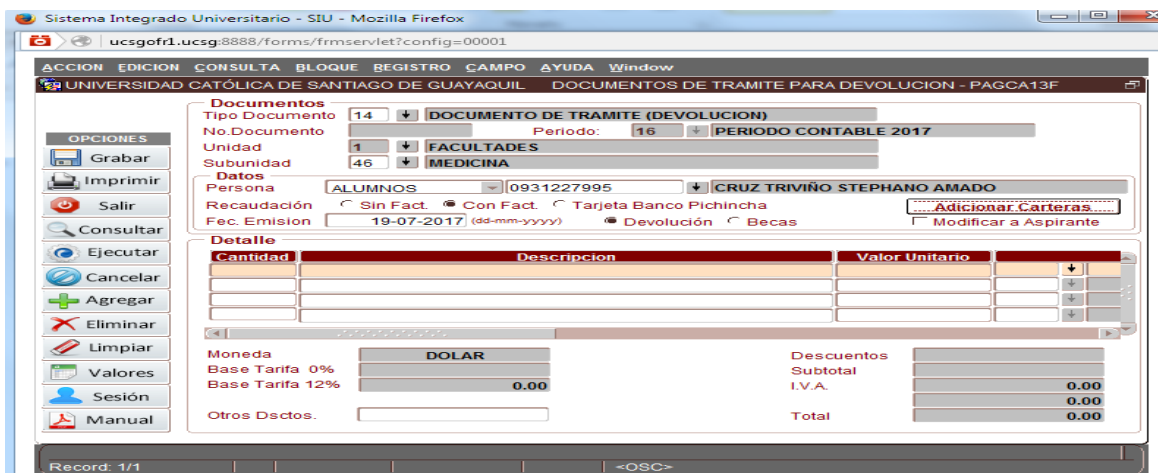 Sistema Integrado Universitario - SIU - Mozilla Firefox
ucsgofr1.ucsg:8888/forms/frmservlet?config=00001
ACCION EDICION CONSULTA BLOQUE REGISTRO CAMPO AYUDA Window
UNIVERSIDAD CATÓLICA DE SANTIAGO DE GUAYAQUIL DOCUMENTOS DE TRAMITE PARA DEVOLUCION - PAGCA13F
OPCIONES
Grabar
Imprimir
Salir
Consultar
Ejecutar
Cancelar
Agregar
Eliminar
Limpiar
Valores
Sesión
Manual
Documentos
Tipo Documento 14 DOCUMENTO DE TRAMITE (DEVOLUCION)
No.Documento Periodo: 16 PERIODO CONTABLE 2017
Unidad 1 FACULTADES
Subunidad 46 MEDICINA
Datos
Persona ALUMNOS 0931227995 CRUZ TRIVIÑO STEPHANO AMADO
Recaudación Sin Fact. Con Fact. Tarjeta Banco Pichincha Adicionar Carteras
Fec. Emision 19-07-2017 (dd-mm-yyyy) Devolución Becas Modificar a Aspirante
Detalle
Cantidad Descripcion Valor Unitario
Moneda DOLAR Descuentos
Base Tarifa 0% Subtotal
Base Tarifa 12% 0.00 I.V.A. 0.00
0.00
Otros Dsctos. Total 0.00
Record: 1/1 <OSC>